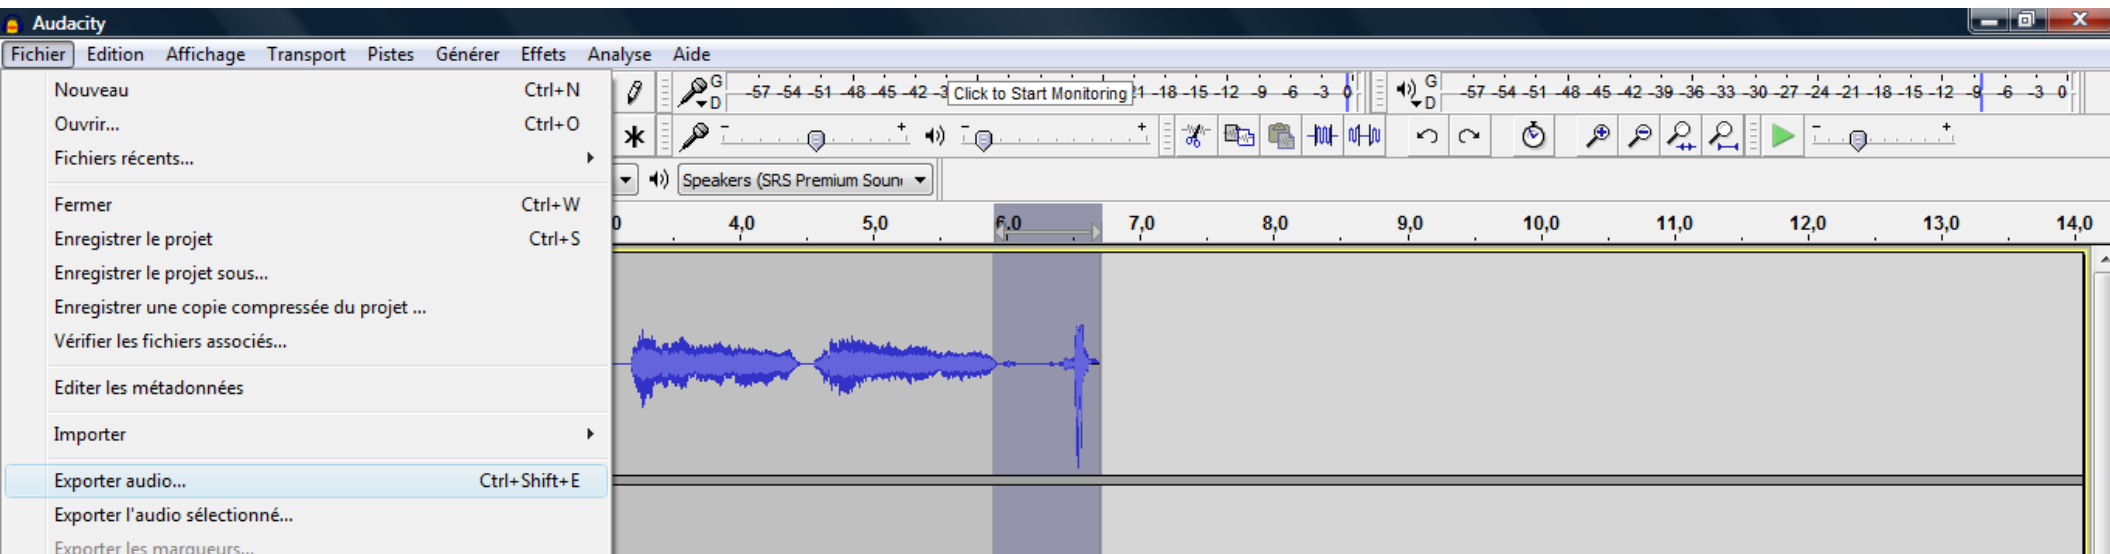 Audacity
Fichier Edition Affichage Transport Pistes Générer Effets Analyse Aide
Nouveau Ctrl+N
Ouvrir... Ctrl+O
Fichiers récents...
Fermer Ctrl+W
Enregistrer le projet Ctrl+S
Enregistrer le projet sous...
Enregistrer une copie compressée du projet ...
Vérifier les fichiers associés...
Editer les métadonnées
Importer
Exporter audio... Ctrl+Shift+E
Exporter l'audio sélectionné...
Exporter les marqueurs...
G
D
-57 -54 -51 -48 -45 -42 Click to Start Monitoring -18 -15 -12 -9 -6 -3 0
G
D
-57 -54 -51 -48 -45 -42 -39 -36 -33 -30 -27 -24 -21 -18 -15 -12 -9 -6 -3 0
- + - + - +
Speakers (SRS Premium Soun
4,0 5,0 6,0 7,0 8,0 9,0 10,0 11,0 12,0 13,0 14,0